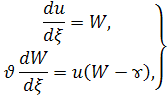 du/dξ = W,
ϑ dW/dξ = u(W − ɤ),